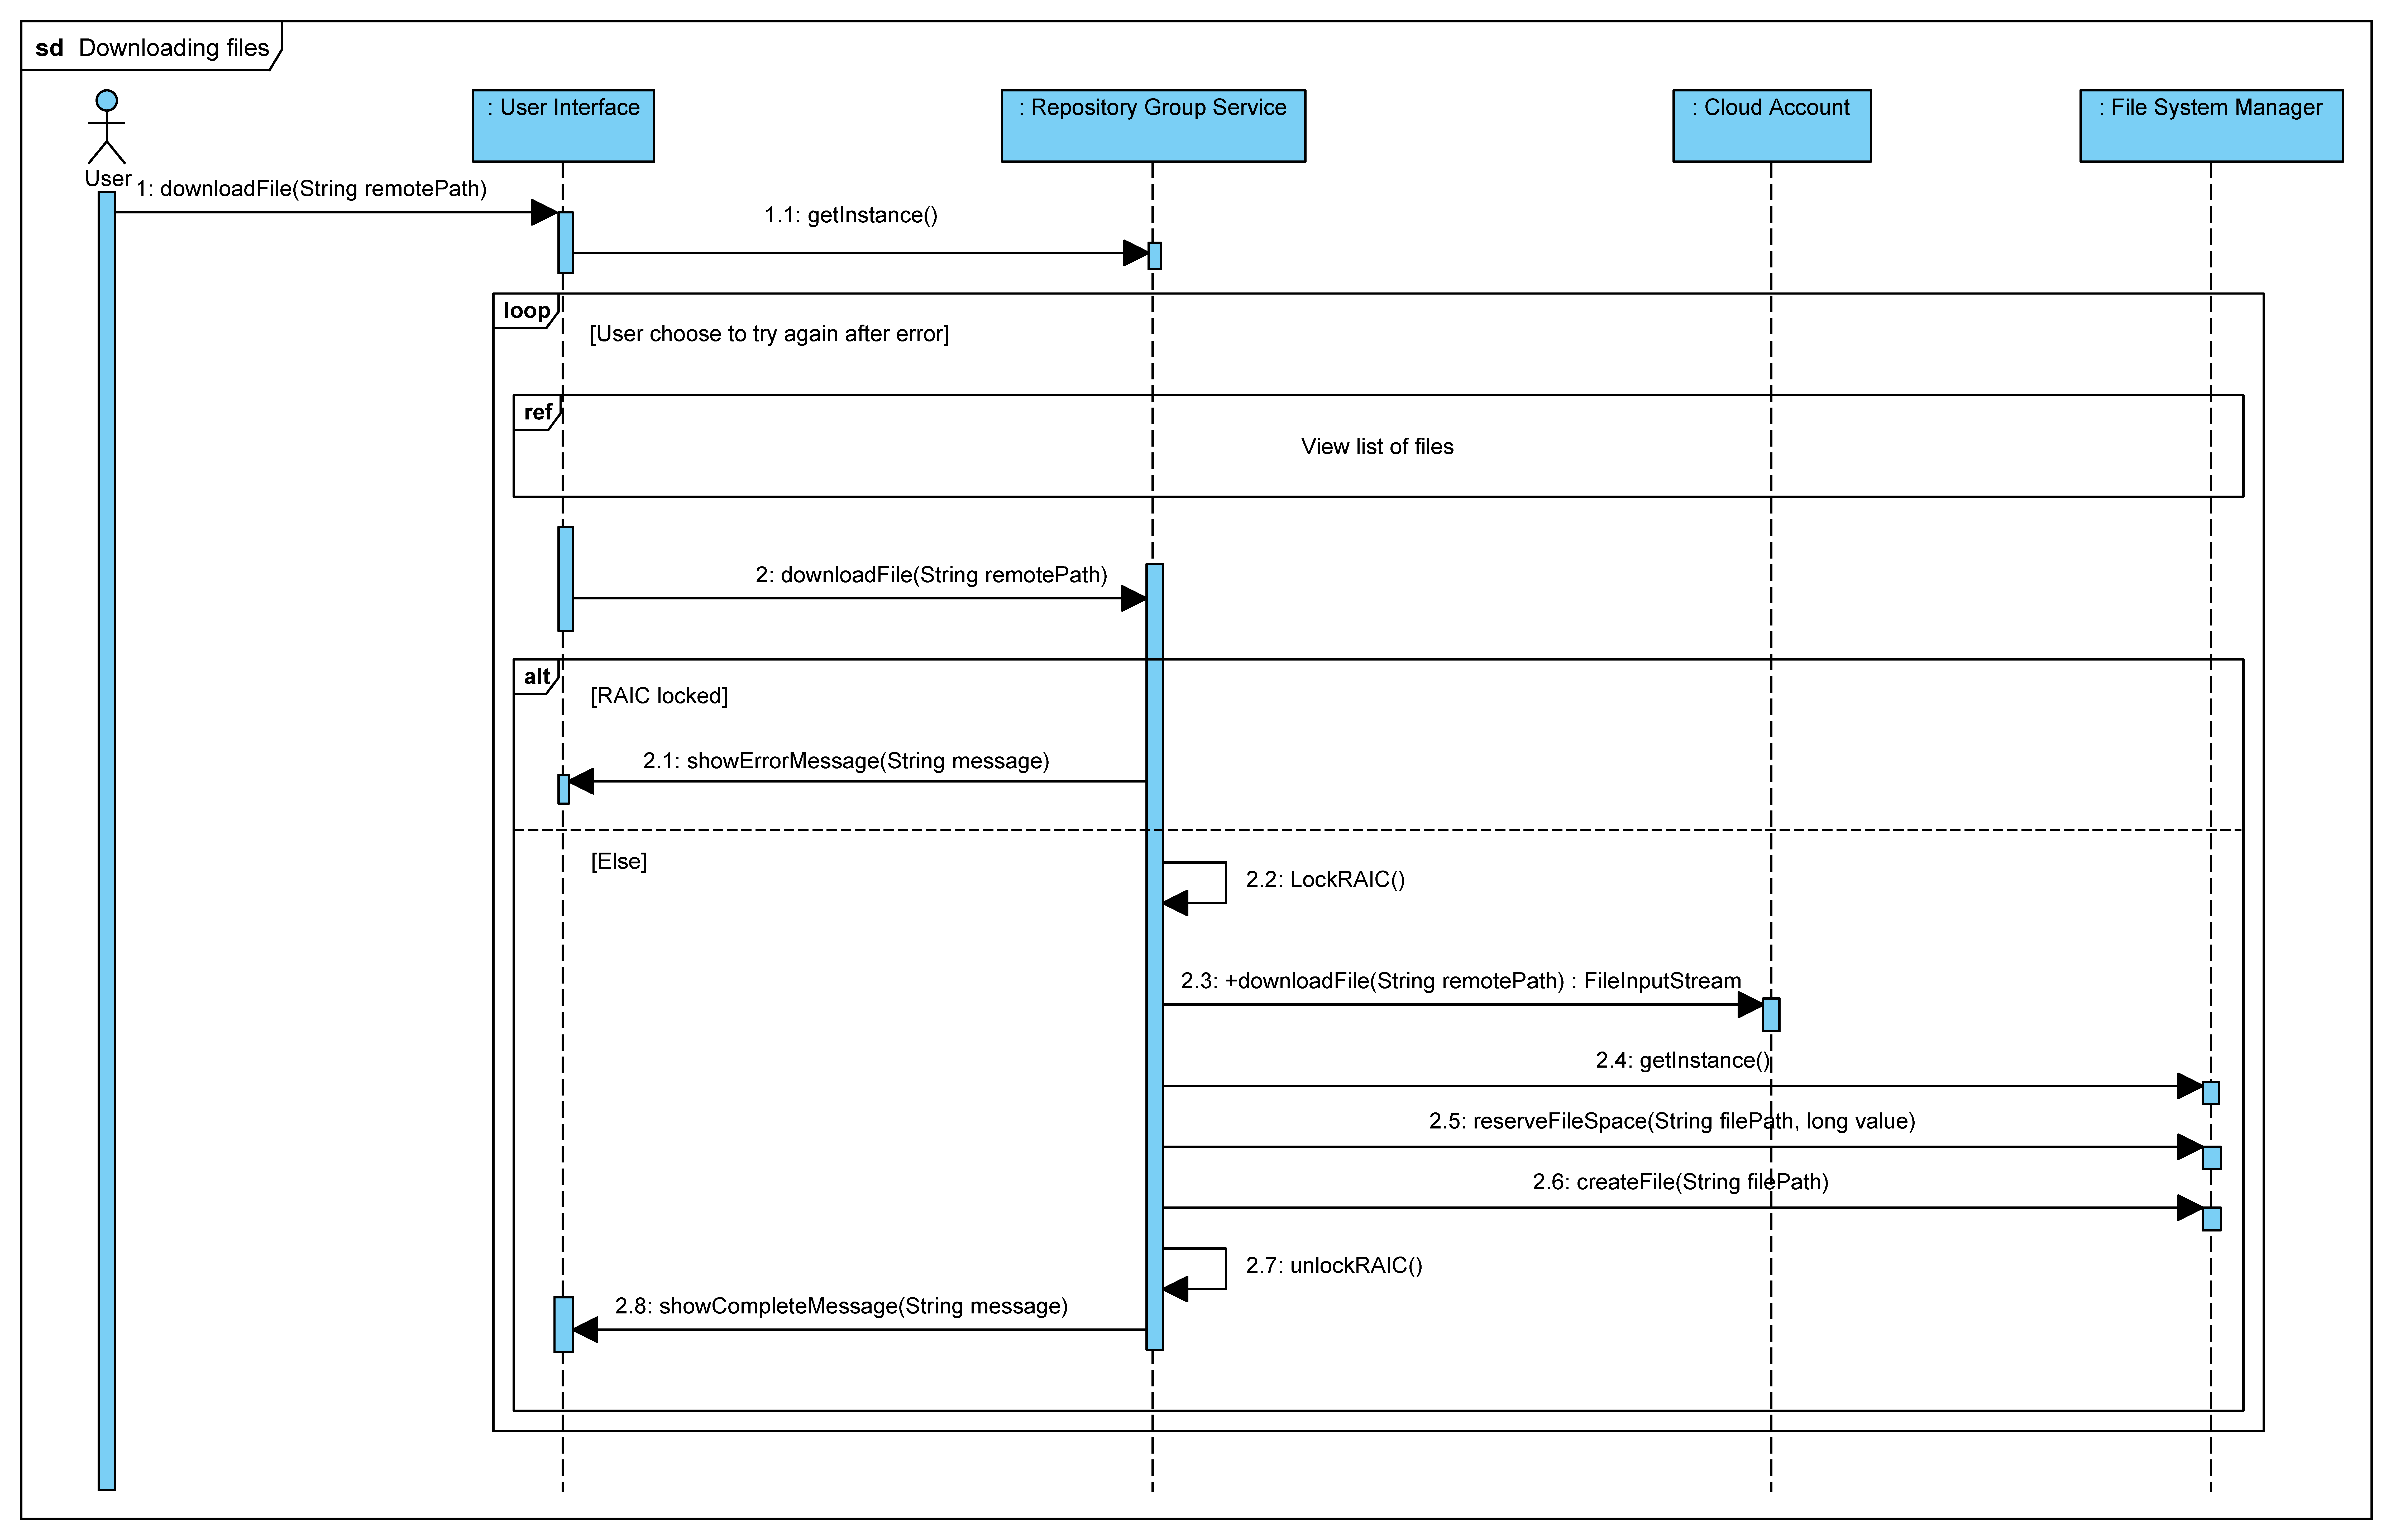 sd Downloading files
: User Interface
: Repository Group Service
: Cloud Account
: File System Manager
User
1: downloadFile(String remotePath)
1.1: getInstance()
loop
[User choose to try again after error]
ref
View list of files
2: downloadFile(String remotePath)
alt
[RAIC locked]
2.1: showErrorMessage(String message)
[Else]
2.2: LockRAIC()
2.3: +downloadFile(String remotePath) : FileInputStream
2.4: getInstance()
2.5: reserveFileSpace(String filePath, long value)
2.6: createFile(String filePath)
2.7: unlockRAIC()
2.8: showCompleteMessage(String message)